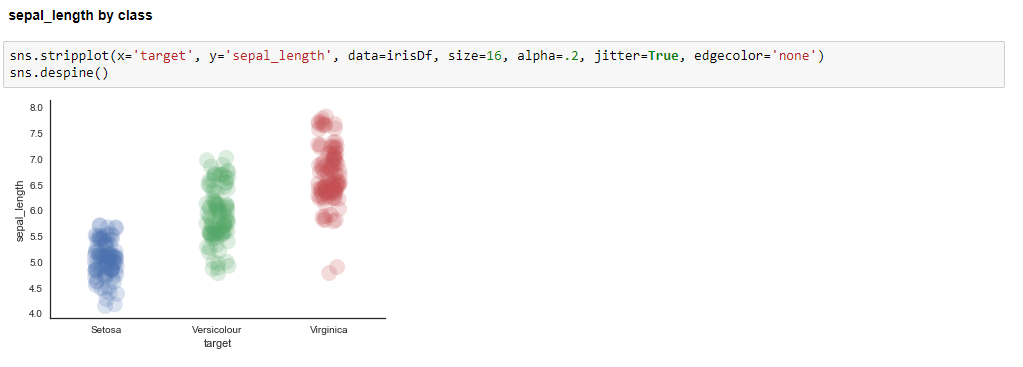 sepal_length by class
sns.stripplot(x='target', y='sepal_length', data=irisDf, size=16, alpha=.2, jitter=True, edgecolor='none')
sns.despine()
8.0
7.5
7.0
6.5
6.0
5.5
5.0
4.5
4.0
sepal_length
Setosa Versicolour Virginica
target